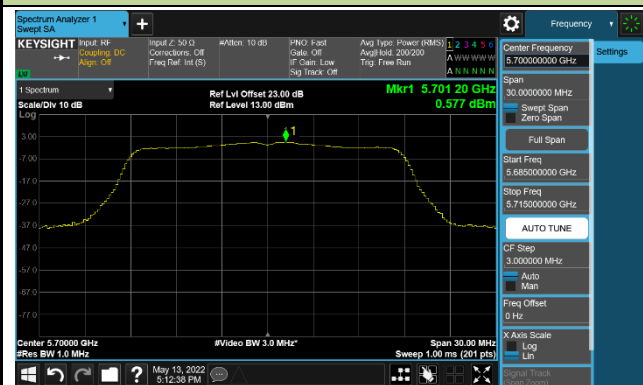 Spectrum Analyzer 1
Swept SA
+
Frequency
KEYSIGHT
Input: RF
Coupling: DC
Align: Off
Input Z: 50 Ω
Corrections: Off
Freq Ref: Int (S)
#Atten: 10 dB
PNO: Fast
Gate: Off
IF Gain: Low
Sig Track: Off
Avg Type: Power (RMS)
Avg|Hold: 200/200
Trig: Free Run
1 2 3 4 5 6
A W W W W W
A N N N N N
LXI
1 Spectrum
Scale/Div 10 dB
Log
Ref Lvl Offset 23.00 dB
Ref Level 13.00 dBm
Mkr1 5.701 20 GHz
0.577 dBm
1
3.00
-7.00
-17.0
-27.0
-37.0
-47.0
-57.0
-67.0
-77.0
Center 5.70000 GHz
#Res BW 1.0 MHz
#Video BW 3.0 MHz*
Span 30.00 MHz
Sweep 1.00 ms (201 pts)
May 13, 2022
5:12:38 PM
Center Frequency
5.700000000 GHz
Settings
Span
30.0000000 MHz
Swept Span
Zero Span
Full Span
Start Freq
5.685000000 GHz
Stop Freq
5.715000000 GHz
AUTO TUNE
CF Step
3.000000 MHz
Auto
Man
Freq Offset
0 Hz
X Axis Scale
Log
Lin
Signal Track
(Span Zoom)